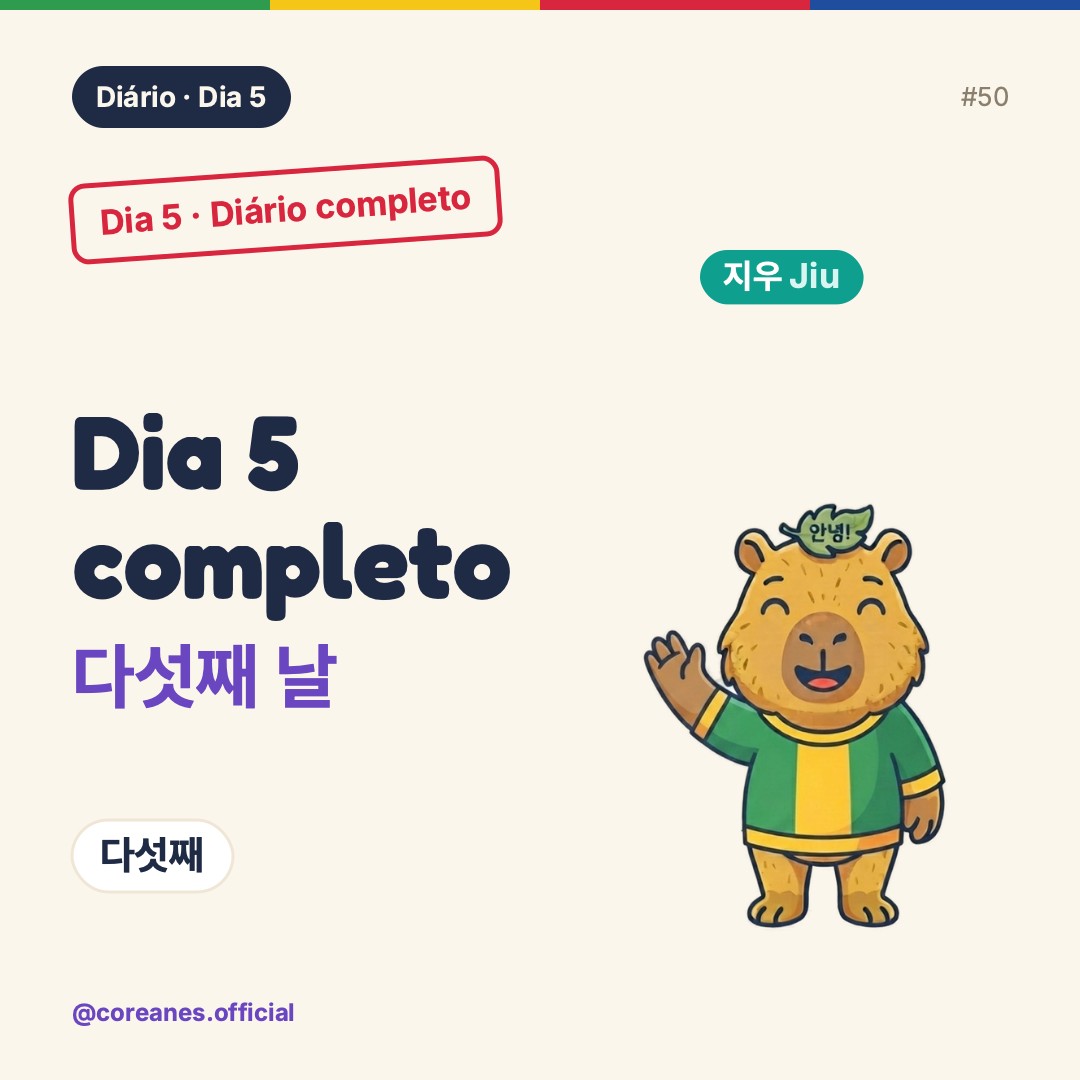 Diário · Dia 5
#50
Dia 5 · Diário completo
지우 Jiu
Dia 5
completo
다섯째 날
안녕!
다섯째
@coreanes.official